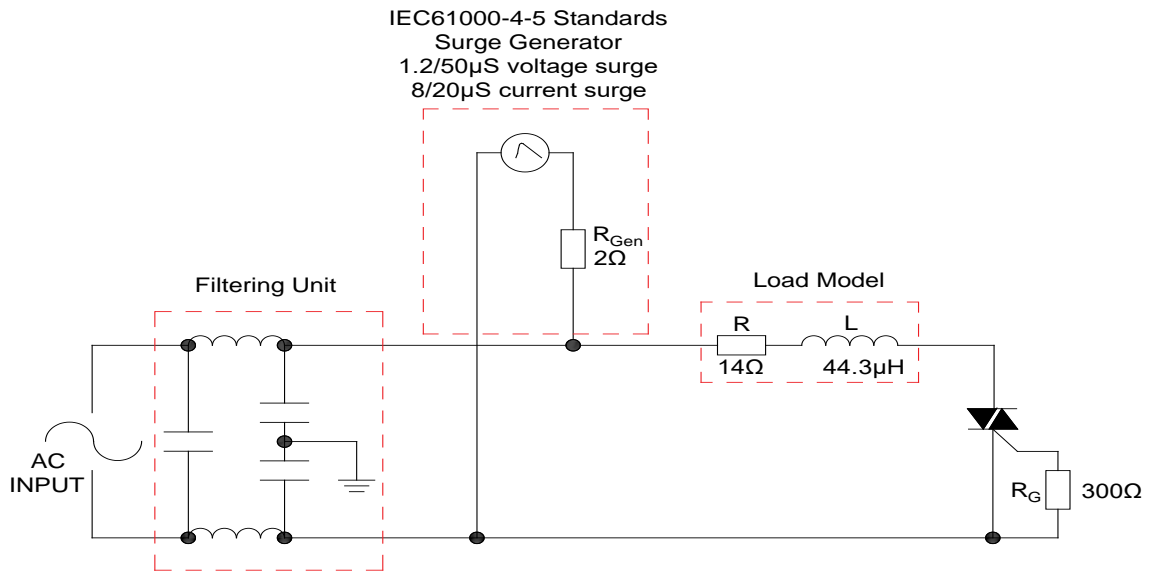 IEC61000-4-5 Standards
Surge Generator
1.2/50µS voltage surge
8/20µS current surge
RGen
2Ω
Filtering Unit
Load Model
R
L
14Ω
44.3µH
AC
INPUT
RG
300Ω